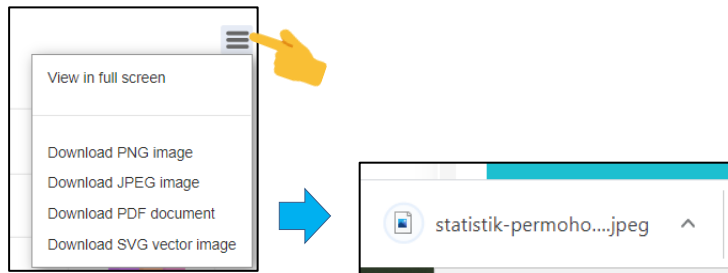 View in full screen
Download PNG image
Download JPEG image
Download PDF document
Download SVG vector image
statistik-permoho....jpeg